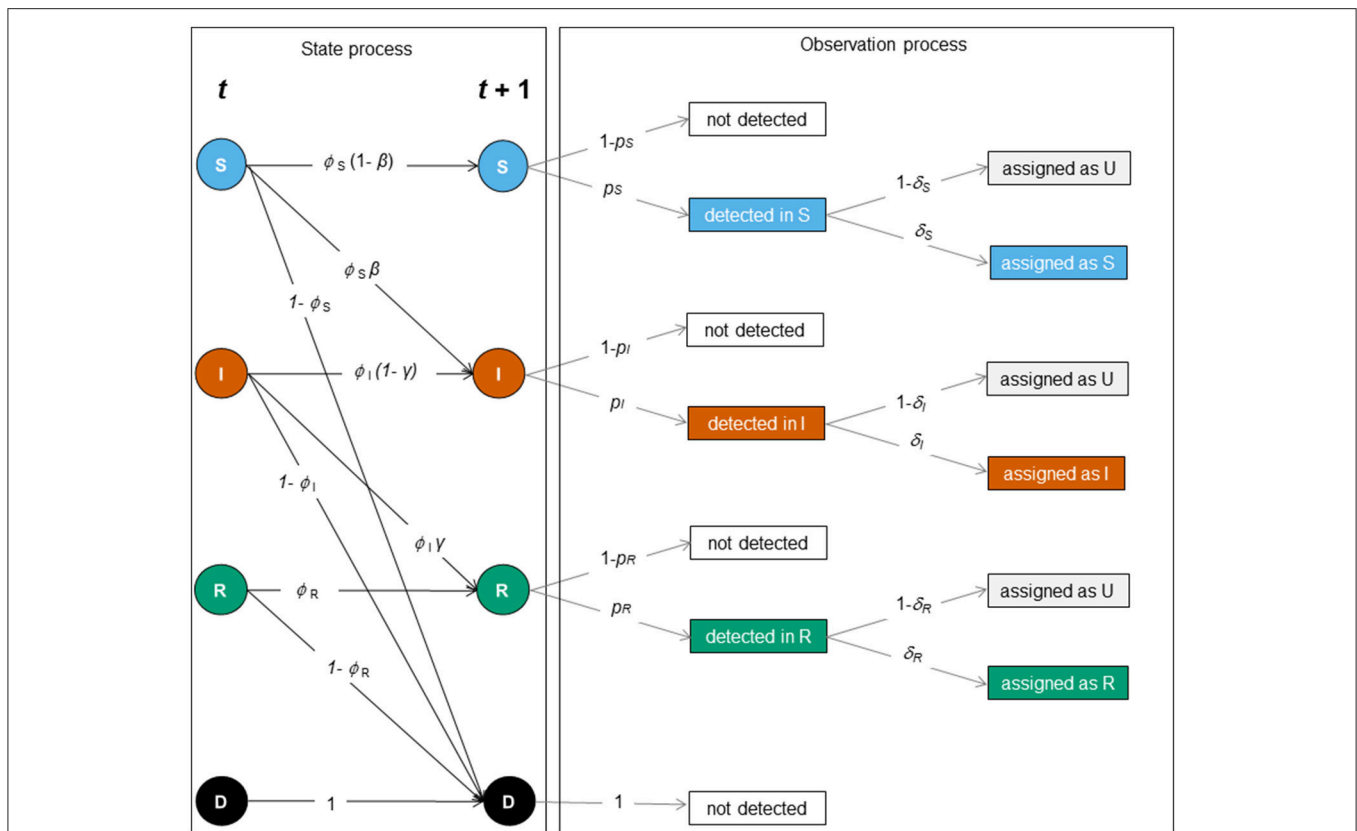 State process
t
t + 1
S
ϕS (1- β)
S
ϕS β
1- ϕS
I
ϕI (1- γ)
I
1- ϕI
ϕI γ
R
ϕR
R
1- ϕR
D
1
D
Observation process
not detected
1-pS
assigned as U
1-δS
pS
detected in S
δS
assigned as S
not detected
1-pI
assigned as U
1-δI
pI
detected in I
δI
assigned as I
not detected
1-pR
assigned as U
1-δR
pR
detected in R
δR
assigned as R
1
not detected